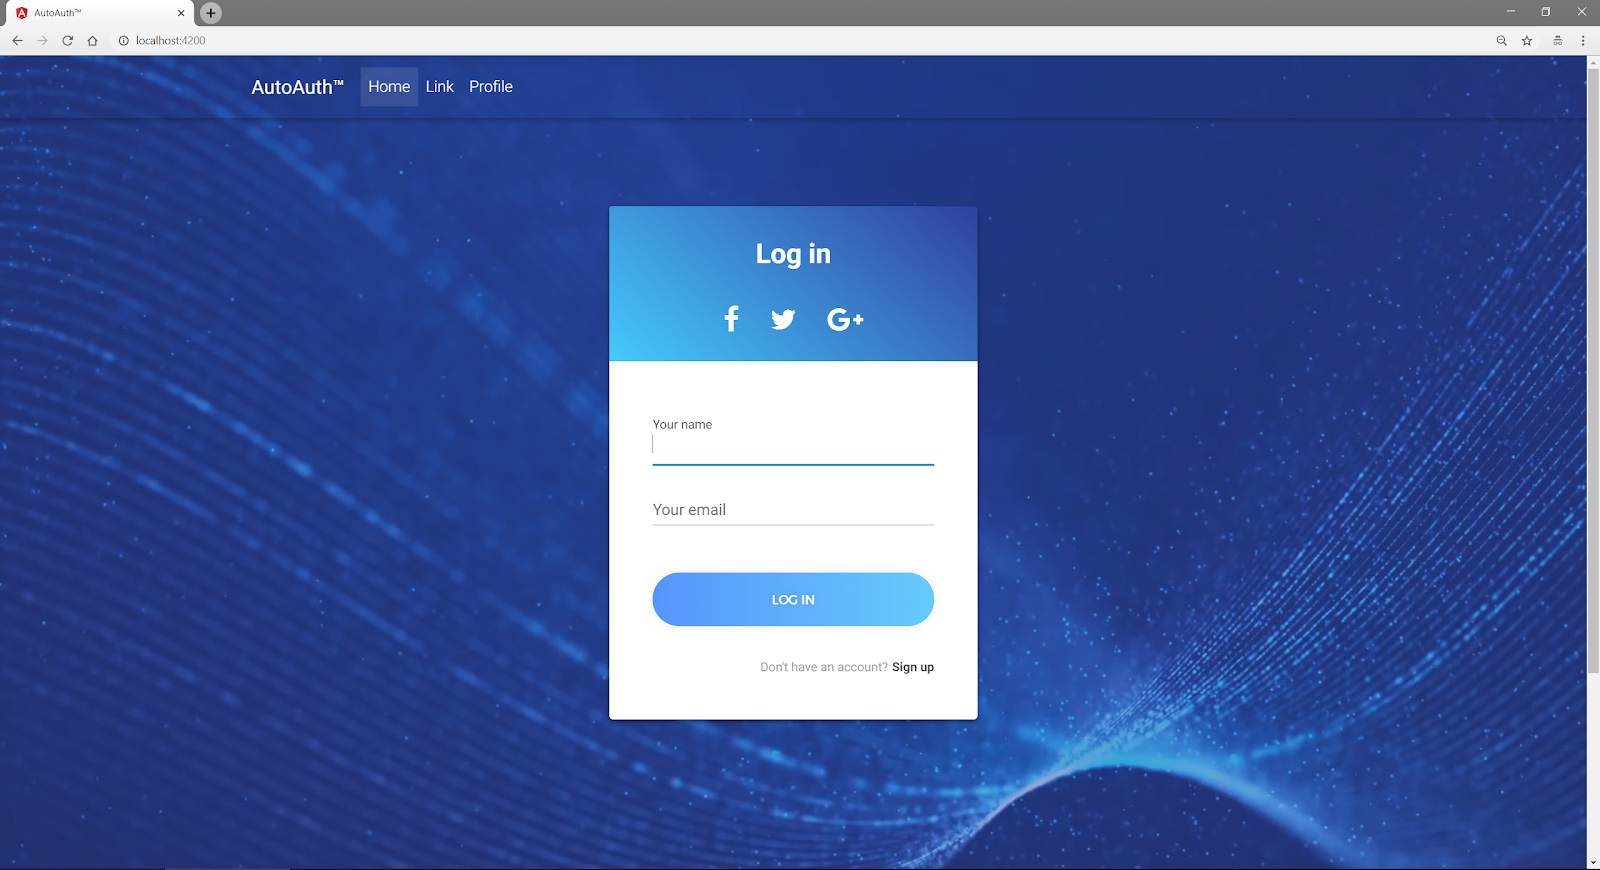 AutoAuth™
localhost:4200
AutoAuth™ Home Link Profile
Log in
Your name
Your email
LOG IN
Don't have an account? Sign up